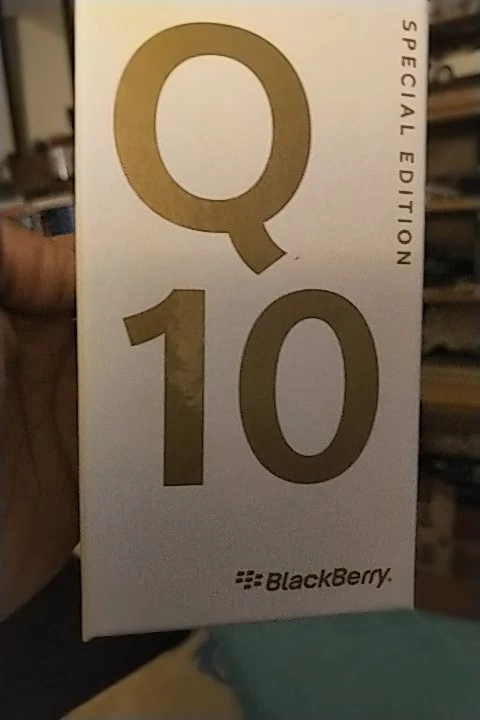 Q
10
SPECIAL EDITION
BlackBerry.